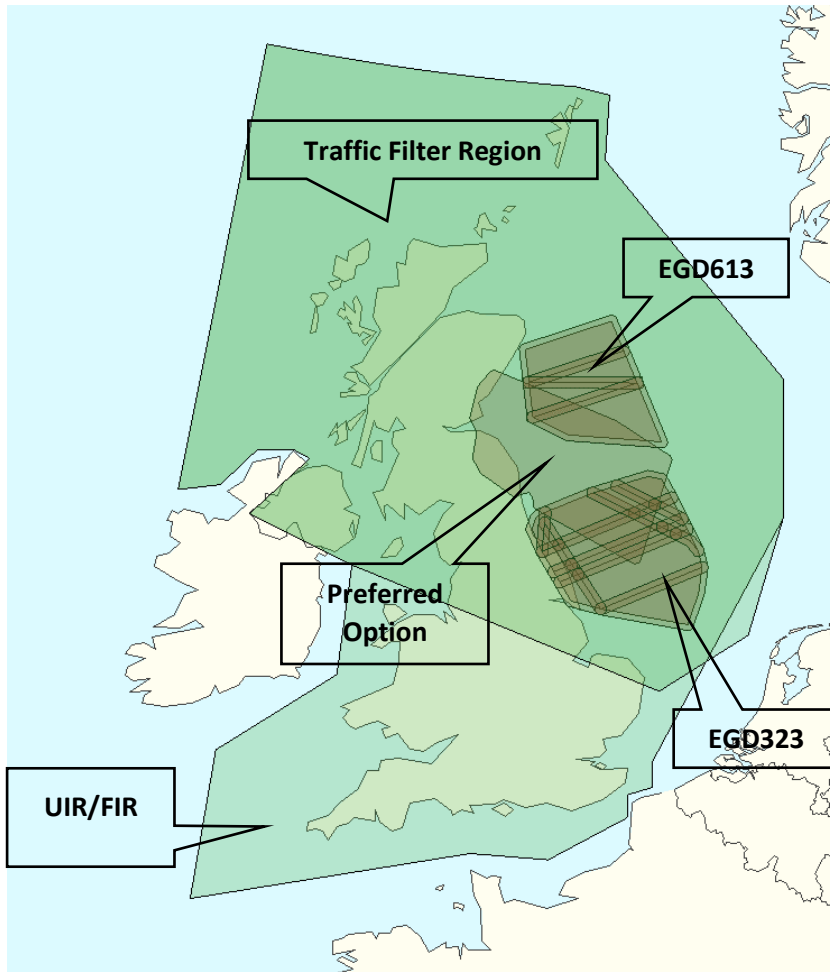 Traffic Filter Region
EGD613
Preferred
Option
EGD323
UIR/FIR